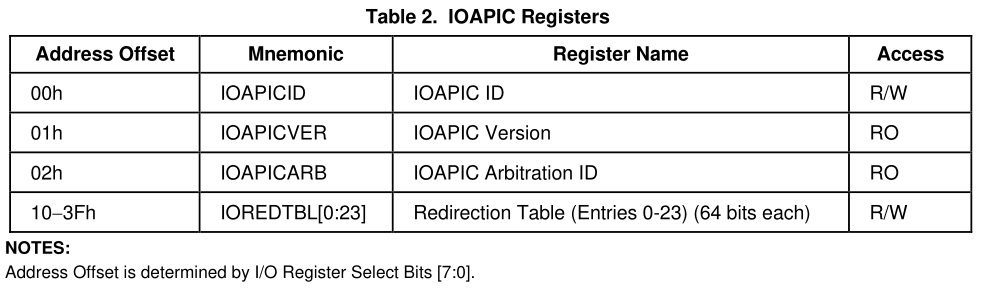 Table 2. IOAPIC Registers
Address Offset Mnemonic Register Name Access
00h IOAPICID IOAPIC ID R/W
01h IOAPICVER IOAPIC Version RO
02h IOAPICARB IOAPIC Arbitration ID RO
10−3Fh IOREDTBL[0:23] Redirection Table (Entries 0-23) (64 bits each) R/W
NOTES:
Address Offset is determined by I/O Register Select Bits [7:0].